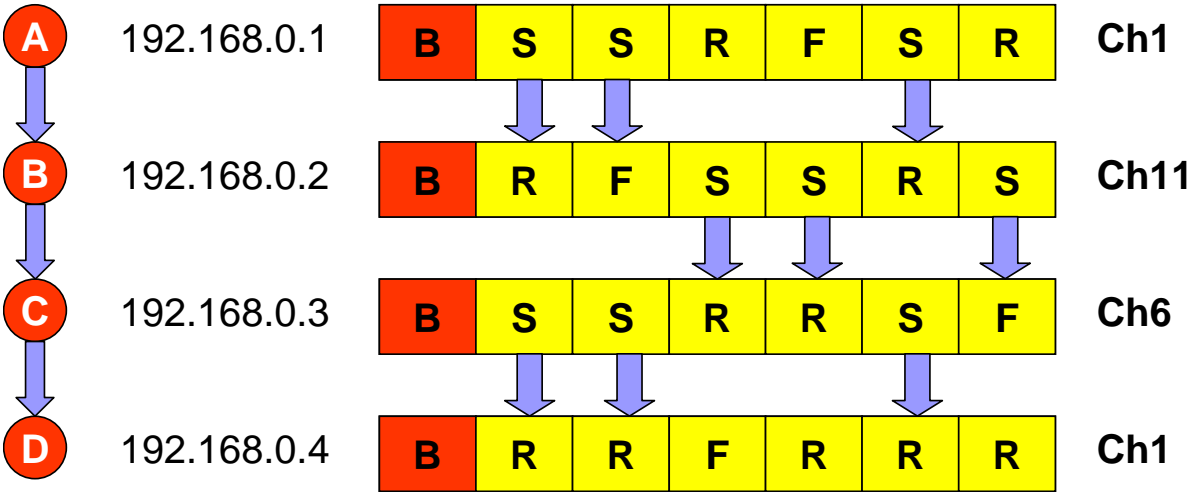 A 192.168.0.1 B S S R F S R Ch1
B 192.168.0.2 B R F S S R S Ch11
C 192.168.0.3 B S S R R S F Ch6
D 192.168.0.4 B R R F R R R Ch1